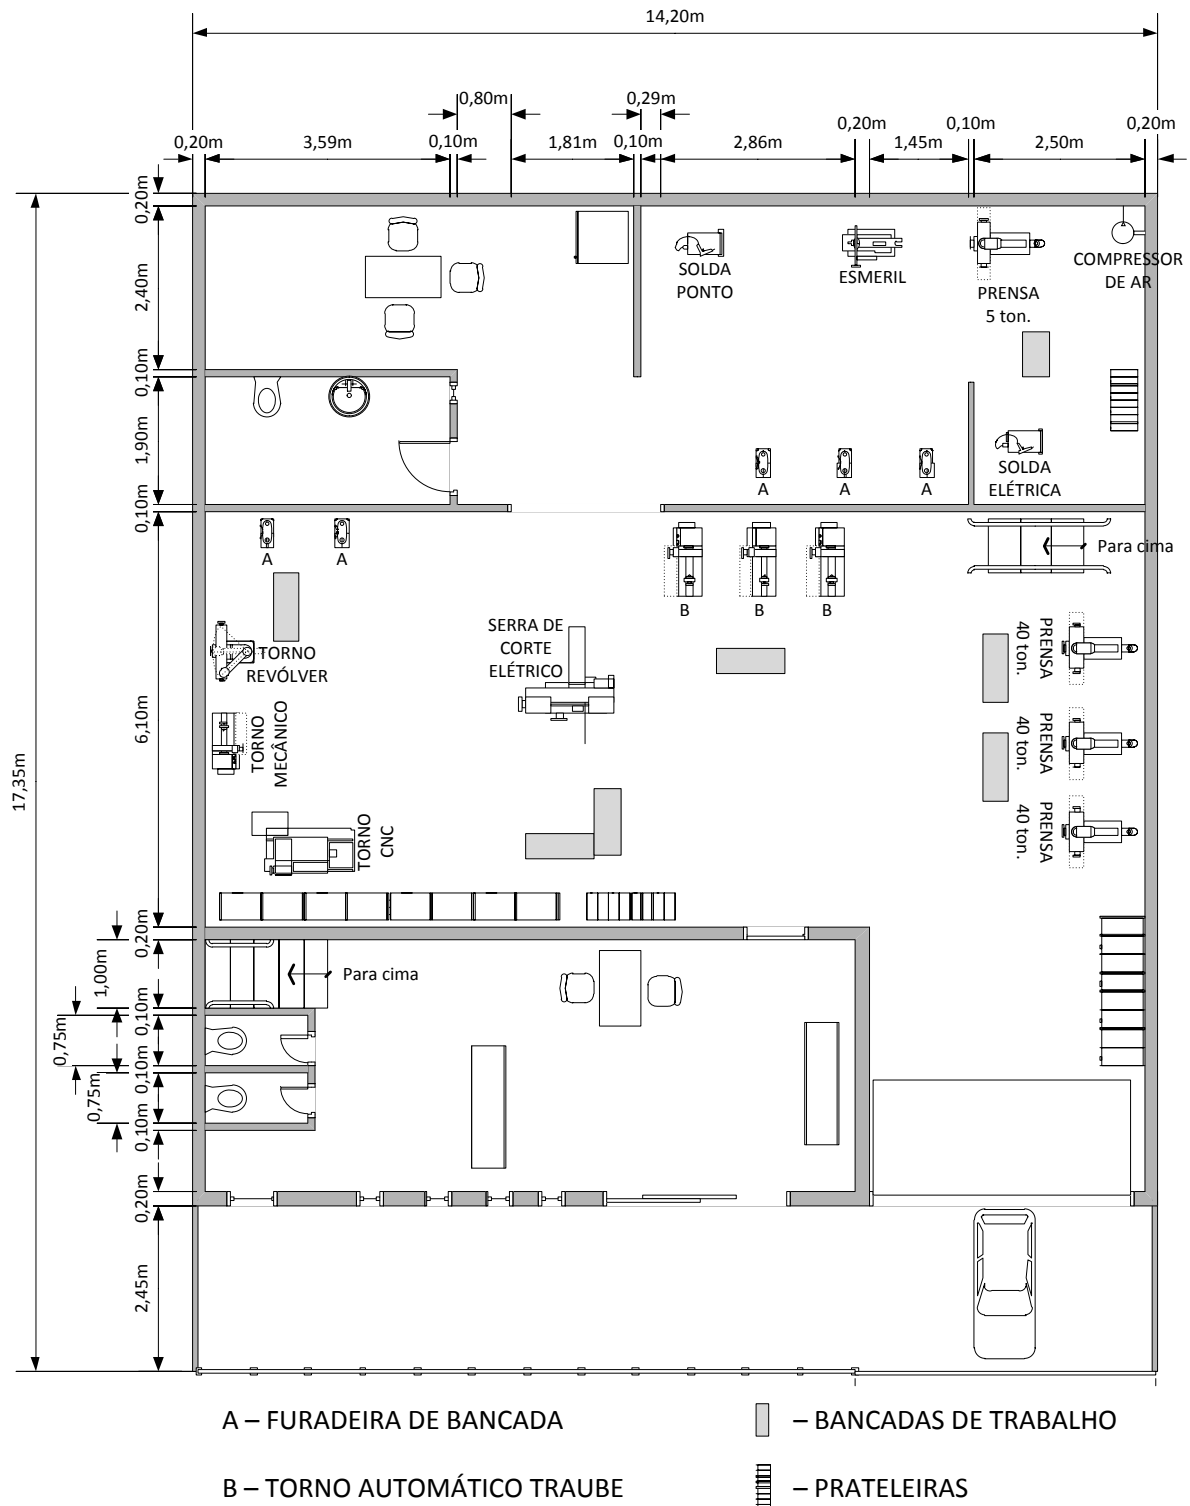 14,20m
0,80m
0,29m
0,20m
3,59m
0,10m
1,81m
0,10m
2,86m
0,20m
1,45m
0,10m
2,50m
0,20m
17,35m
0,20m
2,40m
0,10m
1,90m
0,10m
6,10m
0,20m
1,00m
0,10m
0,75m
0,10m
0,75m
0,10m
0,20m
2,45m
SOLDA
PONTO
ESMERIL
PRENSA
5 ton.
COMPRESSOR
DE AR
SOLDA
ELÉTRICA
A
A
A
A
A
B
B
B
Para cima
TORNO
REVÓLVER
SERRA DE
CORTE
ELÉTRICO
PRENSA
40 ton.
TORNO
MECÂNICO
PRENSA
40 ton.
TORNO
CNC
PRENSA
40 ton.
Para cima
A – FURADEIRA DE BANCADA
– BANCADAS DE TRABALHO
B – TORNO AUTOMÁTICO TRAUBE
– PRATELEIRAS